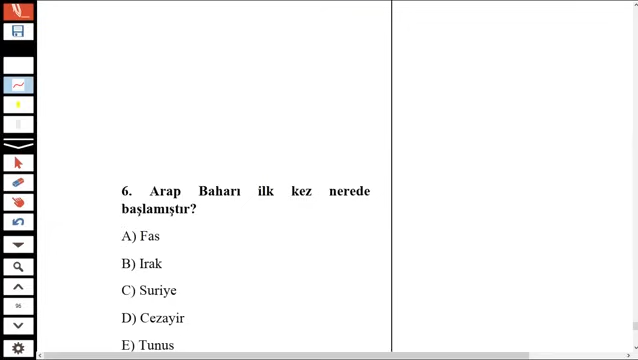 6. Arap Baharı ilk kez nerede
başlamıştır?
A) Fas
B) Irak
C) Suriye
D) Cezayir
E) Tunus